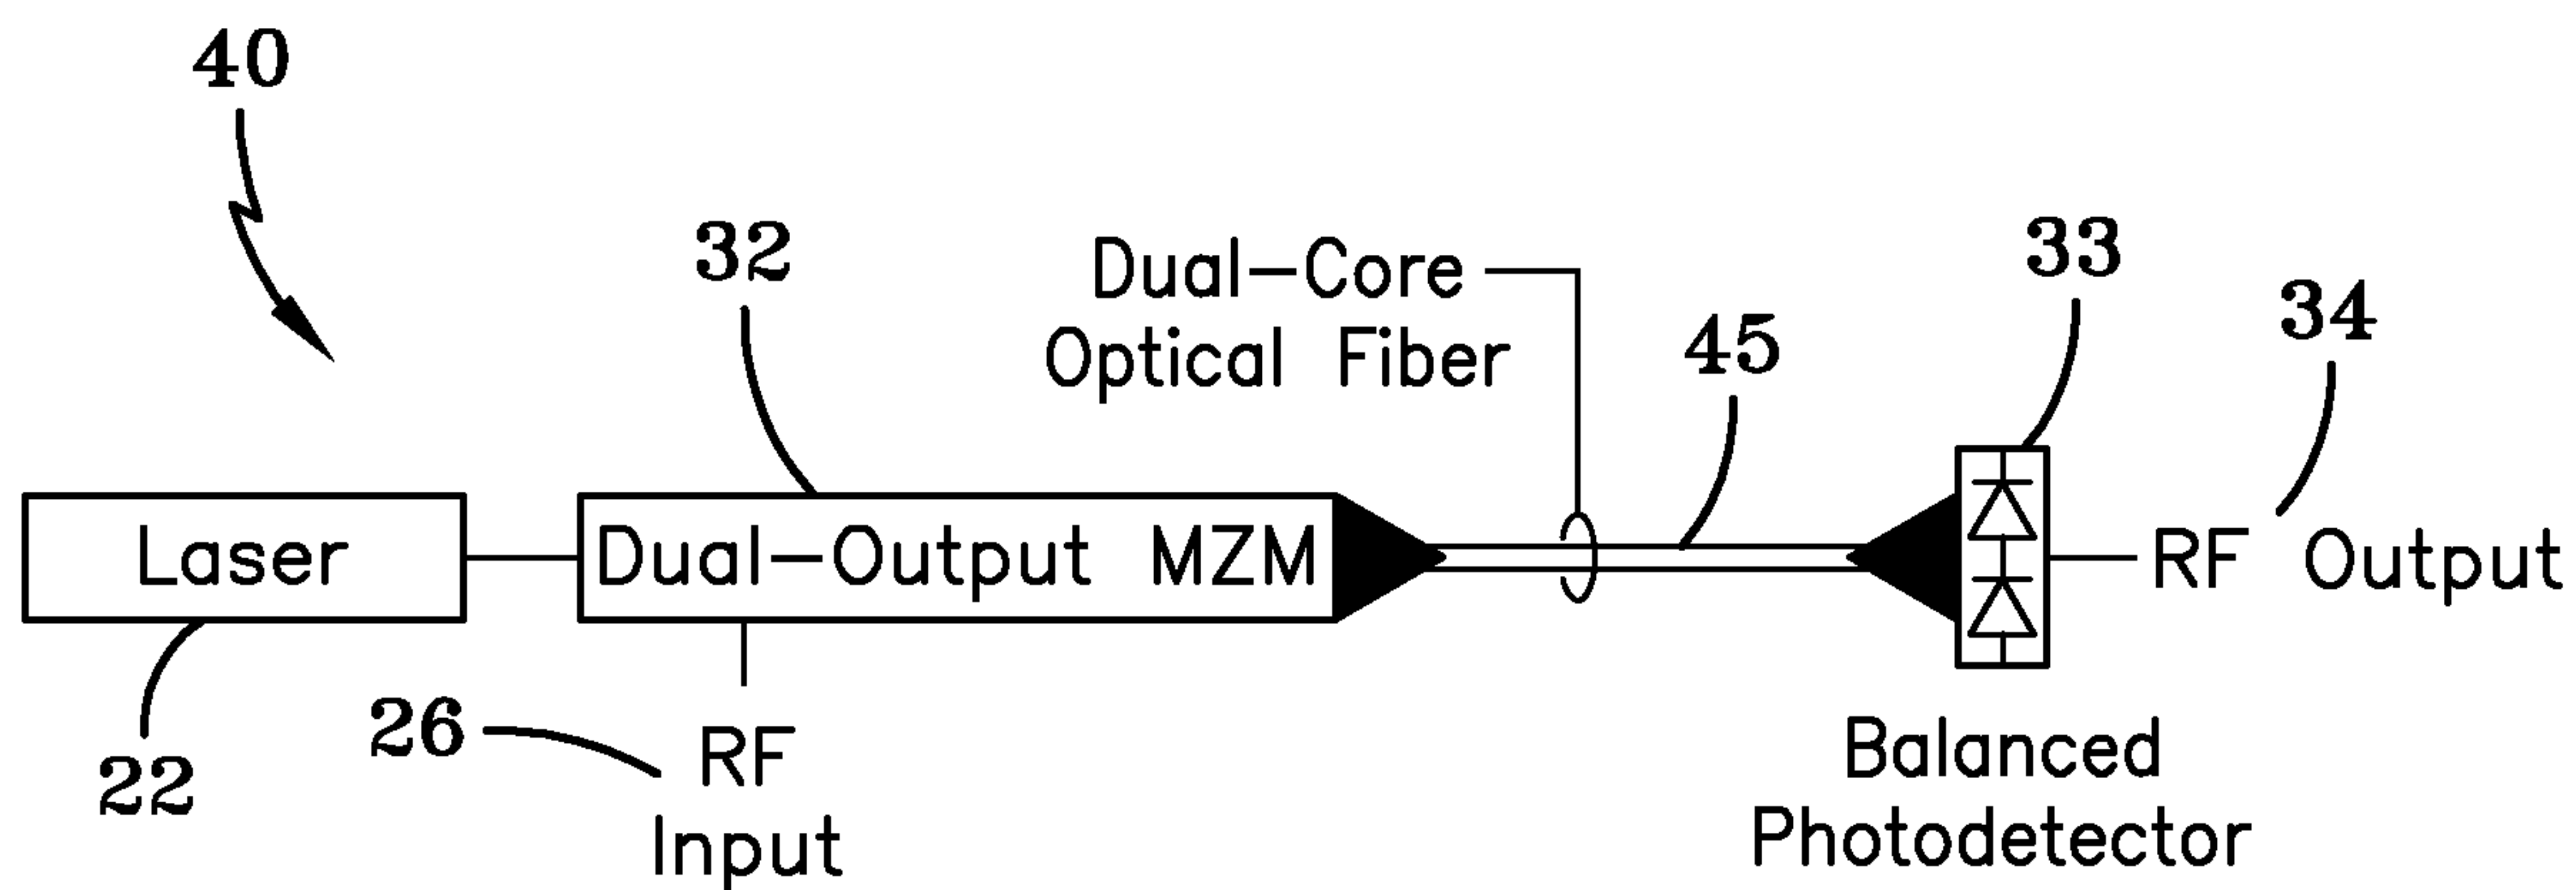 40
32
Dual-Core
Optical Fiber
45
33
34
Laser
Dual-Output MZM
RF Output
22
26
RF
Input
Balanced
Photodetector